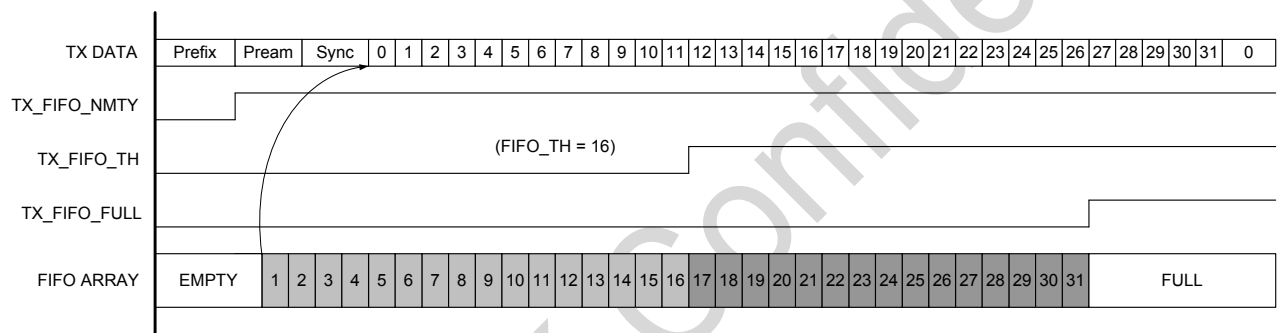 TX DATA Prefix Pream Sync 0 1 2 3 4 5 6 7 8 9 10 11 12 13 14 15 16 17 18 19 20 21 22 23 24 25 26 27 28 29 30 31 0
TX_FIFO_NMTY
TX_FIFO_TH (FIFO_TH = 16)
TX_FIFO_FULL
FIFO ARRAY EMPTY 1 2 3 4 5 6 7 8 9 10 11 12 13 14 15 16 17 18 19 20 21 22 23 24 25 26 27 28 29 30 31 FULL